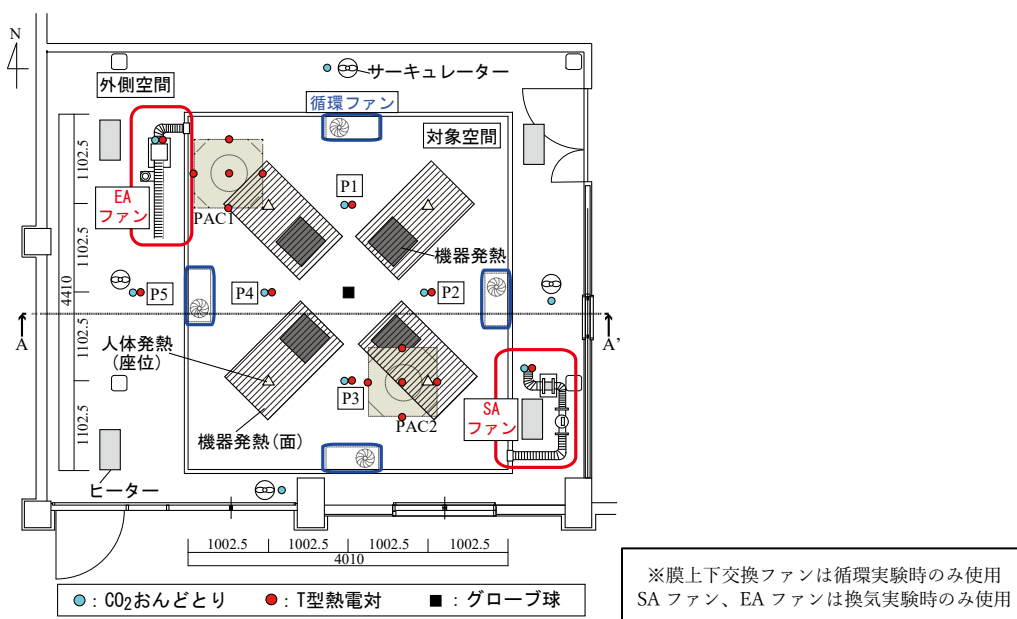 N
サーキュレーター
外側空間
循環ファン
対象空間
1102.5
1102.5
1102.5
1102.5
4410
EA
ファン
PAC1
P1
機器発熱
P5
P4
P2
A
A'
人体発熱
(座位)
P3
PAC2
SA
ファン
機器発熱(面)
ヒーター
1002.5
1002.5
1002.5
1002.5
4010
:CO2おんどとり :T型熱電対 :グローブ球
※膜上下交換ファンは循環実験時のみ使用
SA ファン、EA ファンは換気実験時のみ使用